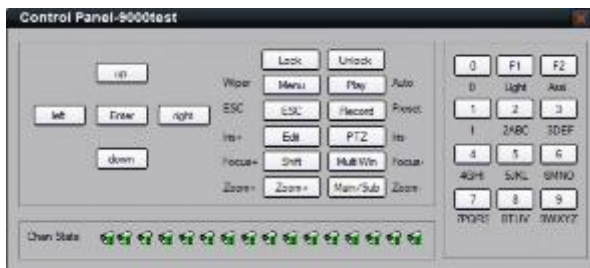 Control Panel-9000test
Lock Unlock
up
Wiper Menu Play Auto
left Enter right
ESC ESC Record Preset
Iris+ Edit PTZ Iris-
down
Focus+ Shift Multi Win Focus-
Zoom+ Zoom+ Main/Sub Zoom-
0 F1 F2
0 Light Assi
1 2 3
1 2ABC 3DEF
4 5 6
4GHI 5JKL 6MNO
7 8 9
7PQRS 8TUV 9WXYZ
Chan State